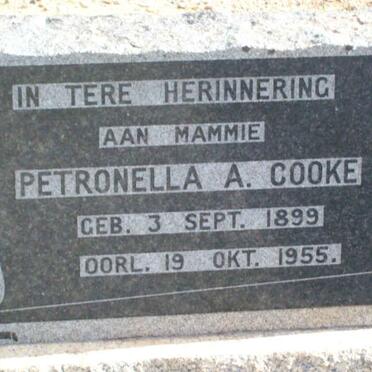 IN TERE HERINNERING
AAN MAMMIE
PETRONELLA A. COOKE
GEB. 3 SEPT. 1899
OORL. 19 OKT. 1955.